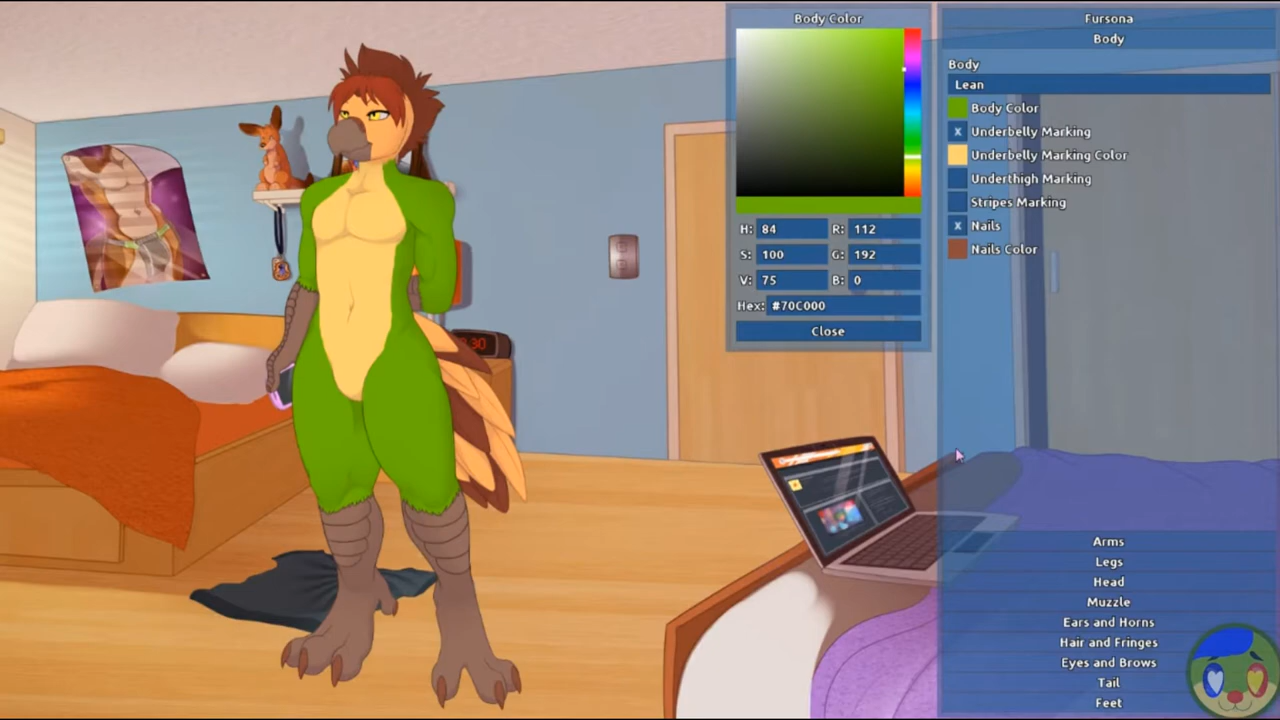 Body Color
H: 84 R: 112
S: 100 G: 192
V: 75 B: 0
Hex: #70C000
Close
Fursona
Body
Body
Lean
Body Color
x Underbelly Marking
Underbelly Marking Color
Underthigh Marking
Stripes Marking
x Nails
Nails Color
Arms
Legs
Head
Muzzle
Ears and Horns
Hair and Fringes
Eyes and Brows
Tail
Feet
:30